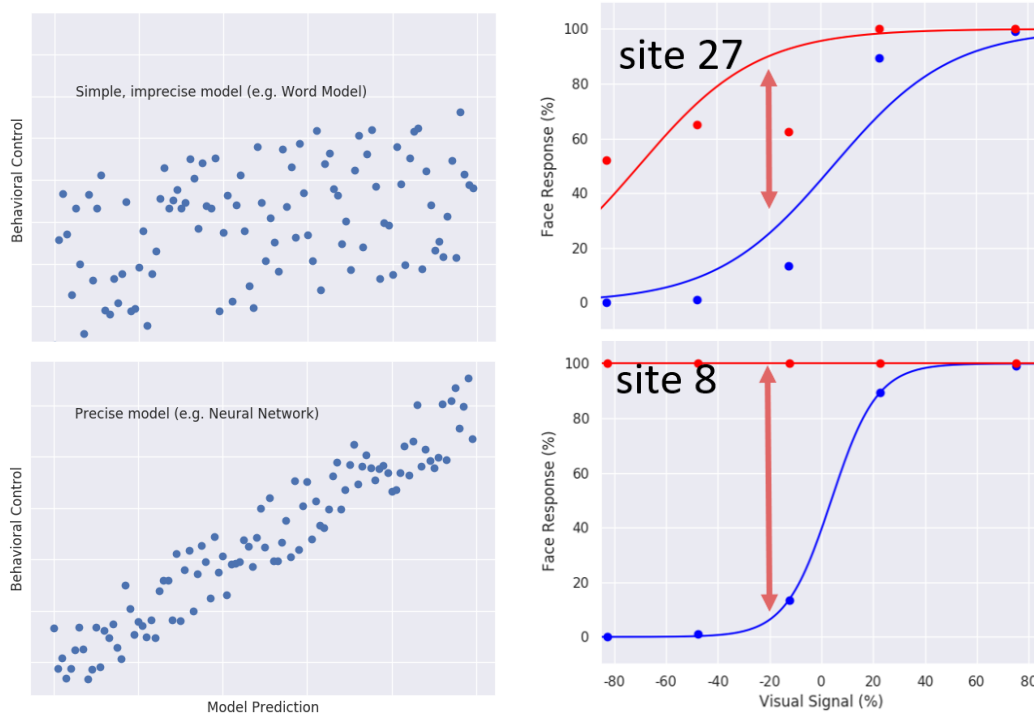 Simple, imprecise model (e.g. Word Model)
Behavioral Control
Precise model (e.g. Neural Network)
Behavioral Control
Model Prediction
site 27
Face Response (%)
100
80
60
40
20
0
site 8
Face Response (%)
100
80
60
40
20
0
-80 -60 -40 -20 0 20 40 60 80
Visual Signal (%)